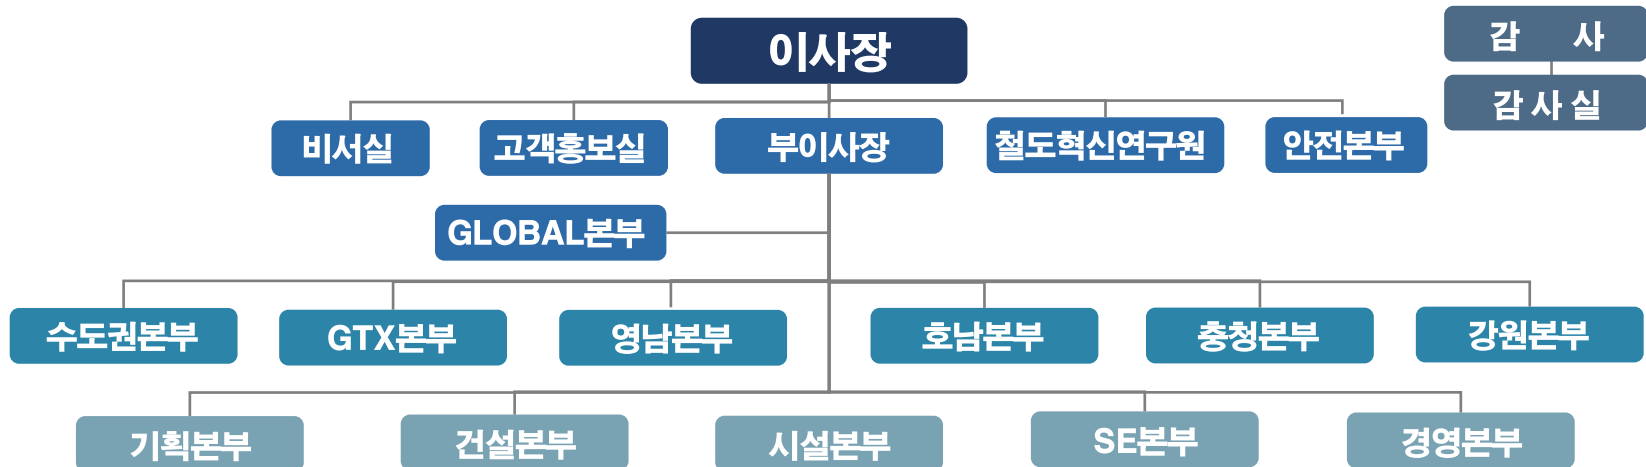 이사장
감 사
감 사 실
비서실
고객홍보실
부이사장
철도혁신연구원
안전본부
GLOBAL본부
수도권본부
GTX본부
영남본부
호남본부
충청본부
강원본부
기획본부
건설본부
시설본부
SE본부
경영본부